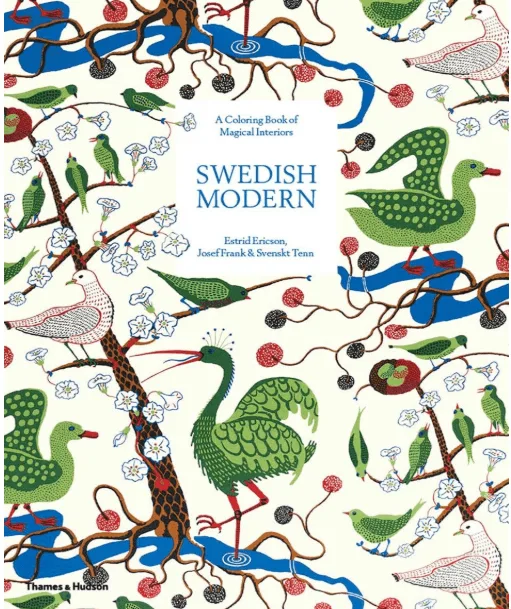 A Coloring Book of
Magical Interiors
SWEDISH
MODERN
Estrid Ericson,
Josef Frank & Svenskt Tenn
Thames & Hudson